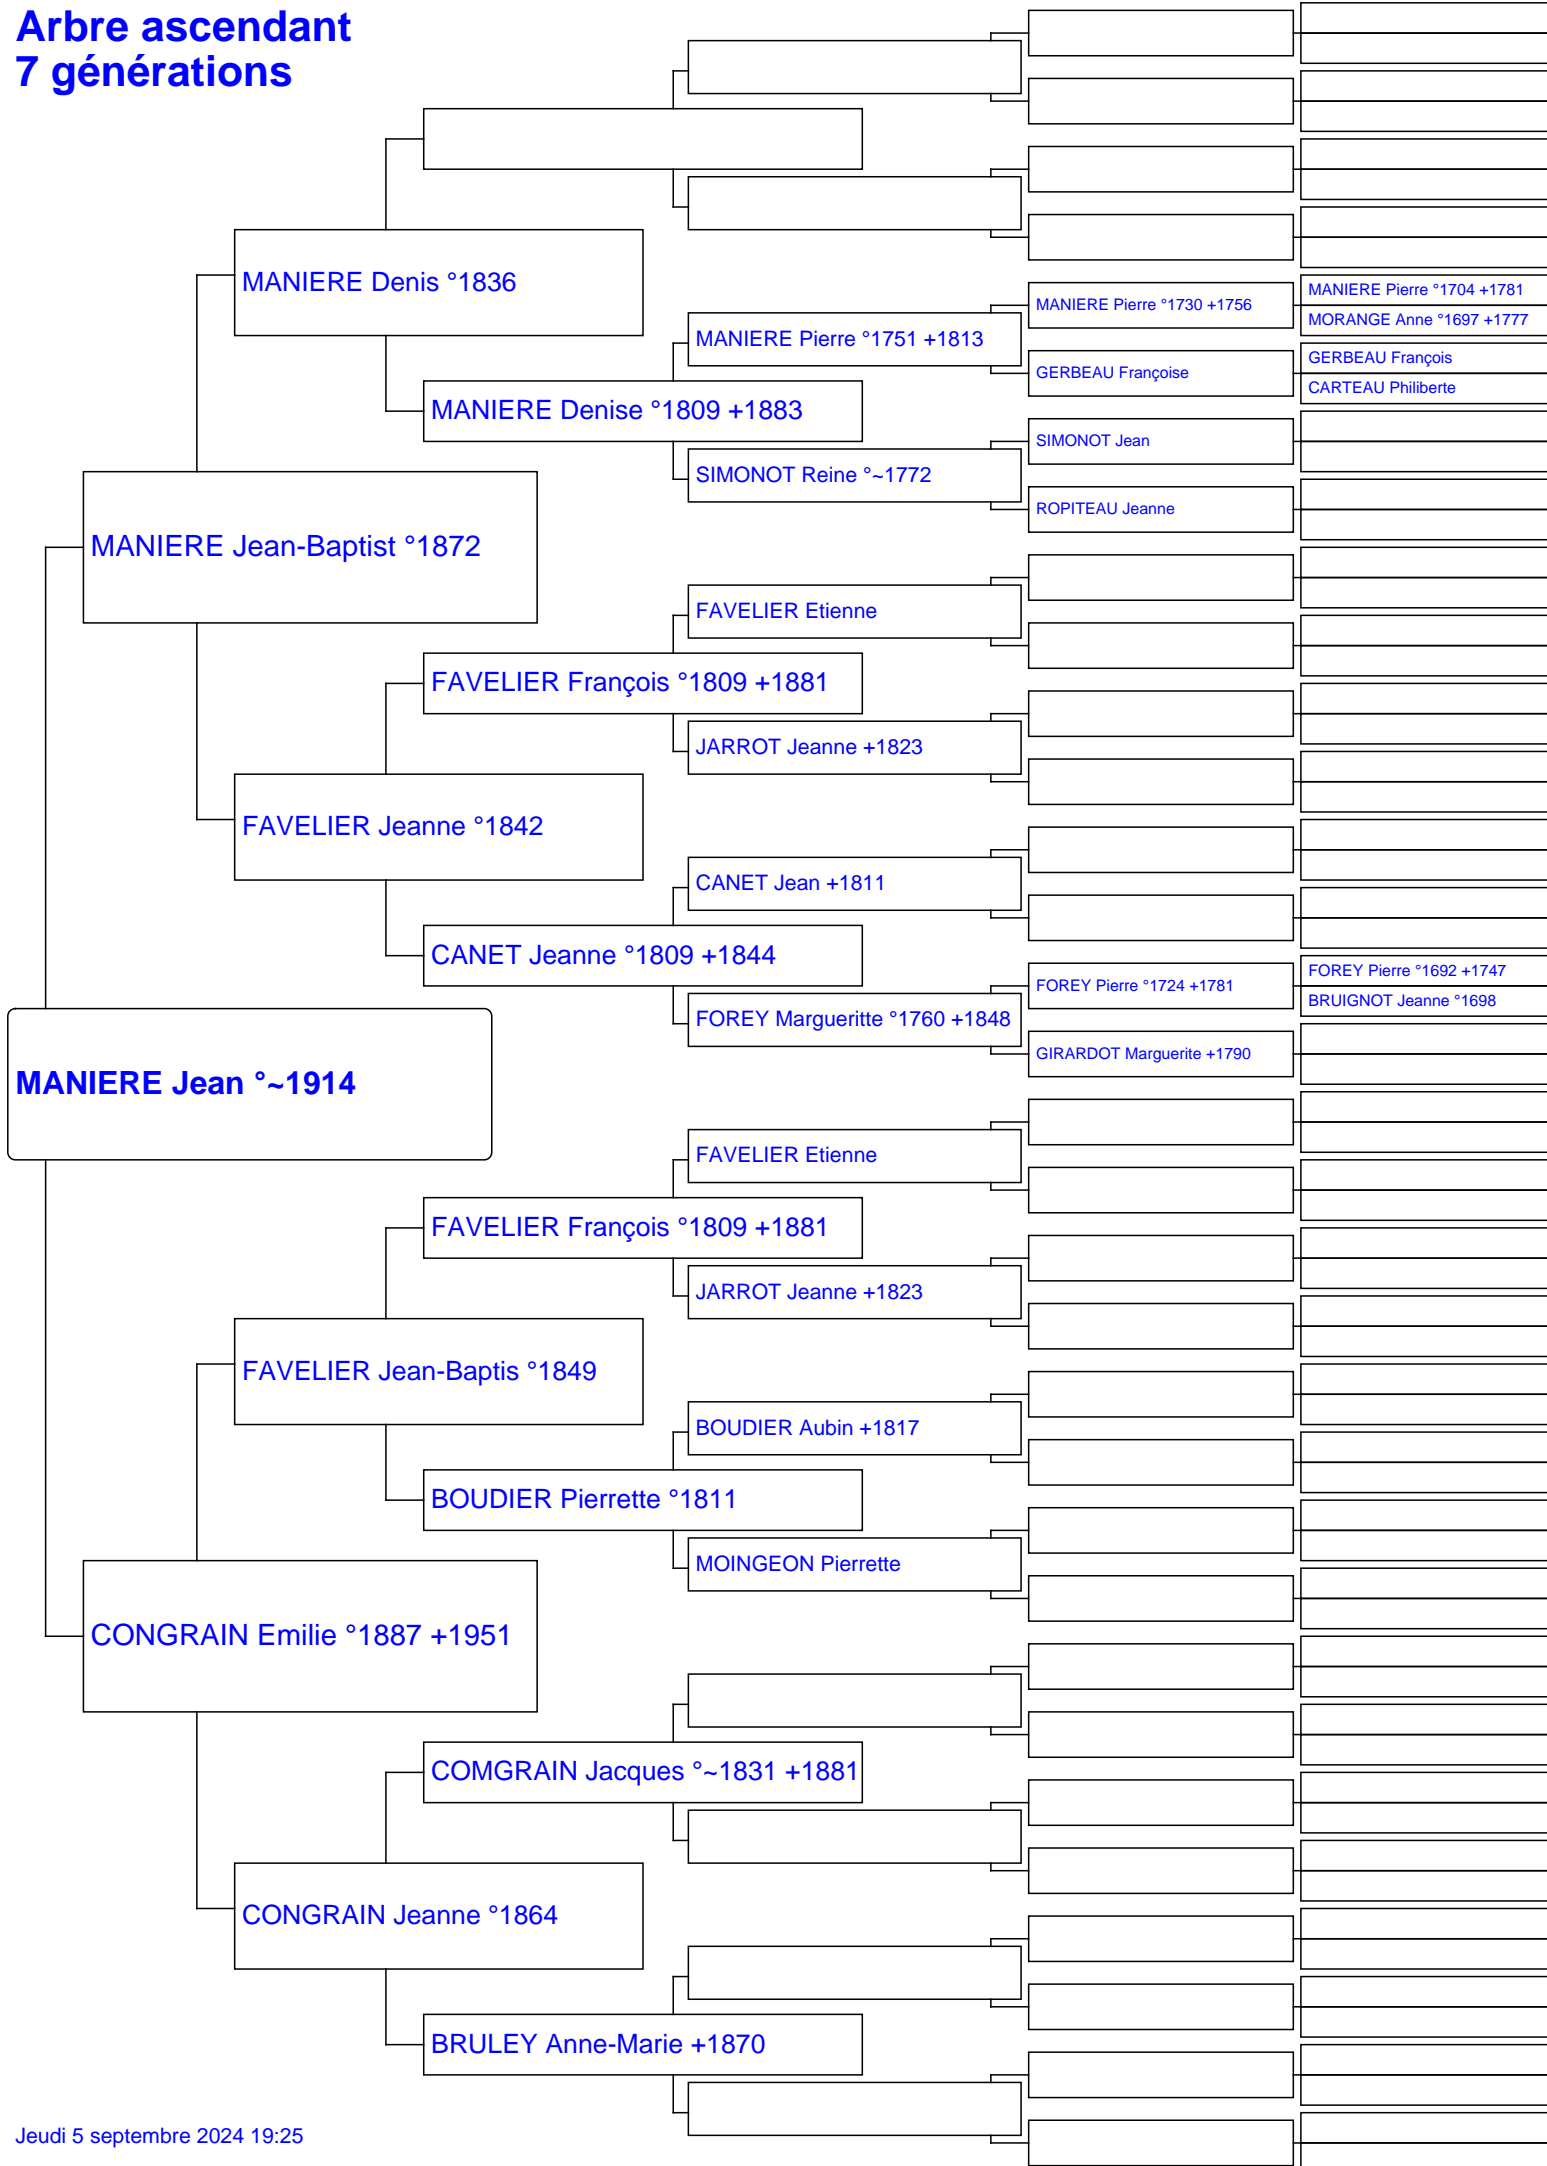 Arbre ascendant
7 générations
MANIERE Jean °~1914
MANIERE Jean-Baptist °1872
CONGRAIN Emilie °1887 +1951
MANIERE Denis °1836
FAVELIER Jeanne °1842
FAVELIER Jean-Baptis °1849
CONGRAIN Jeanne °1864
MANIERE Denise °1809 +1883
FAVELIER François °1809 +1881
CANET Jeanne °1809 +1844
FAVELIER François °1809 +1881
BOUDIER Pierrette °1811
COMGRAIN Jacques °~1831 +1881
BRULEY Anne-Marie +1870
MANIERE Pierre °1751 +1813
SIMONOT Reine °~1772
FAVELIER Etienne
JARROT Jeanne +1823
CANET Jean +1811
FOREY Margueritte °1760 +1848
FAVELIER Etienne
JARROT Jeanne +1823
BOUDIER Aubin +1817
MOINGEON Pierrette
MANIERE Pierre °1730 +1756
GERBEAU Françoise
SIMONOT Jean
ROPITEAU Jeanne
FOREY Pierre °1724 +1781
GIRARDOT Marguerite +1790
MANIERE Pierre °1704 +1781
MORANGE Anne °1697 +1777
GERBEAU François
CARTEAU Philiberte
FOREY Pierre °1692 +1747
BRUIGNOT Jeanne °1698
Jeudi 5 septembre 2024 19:25